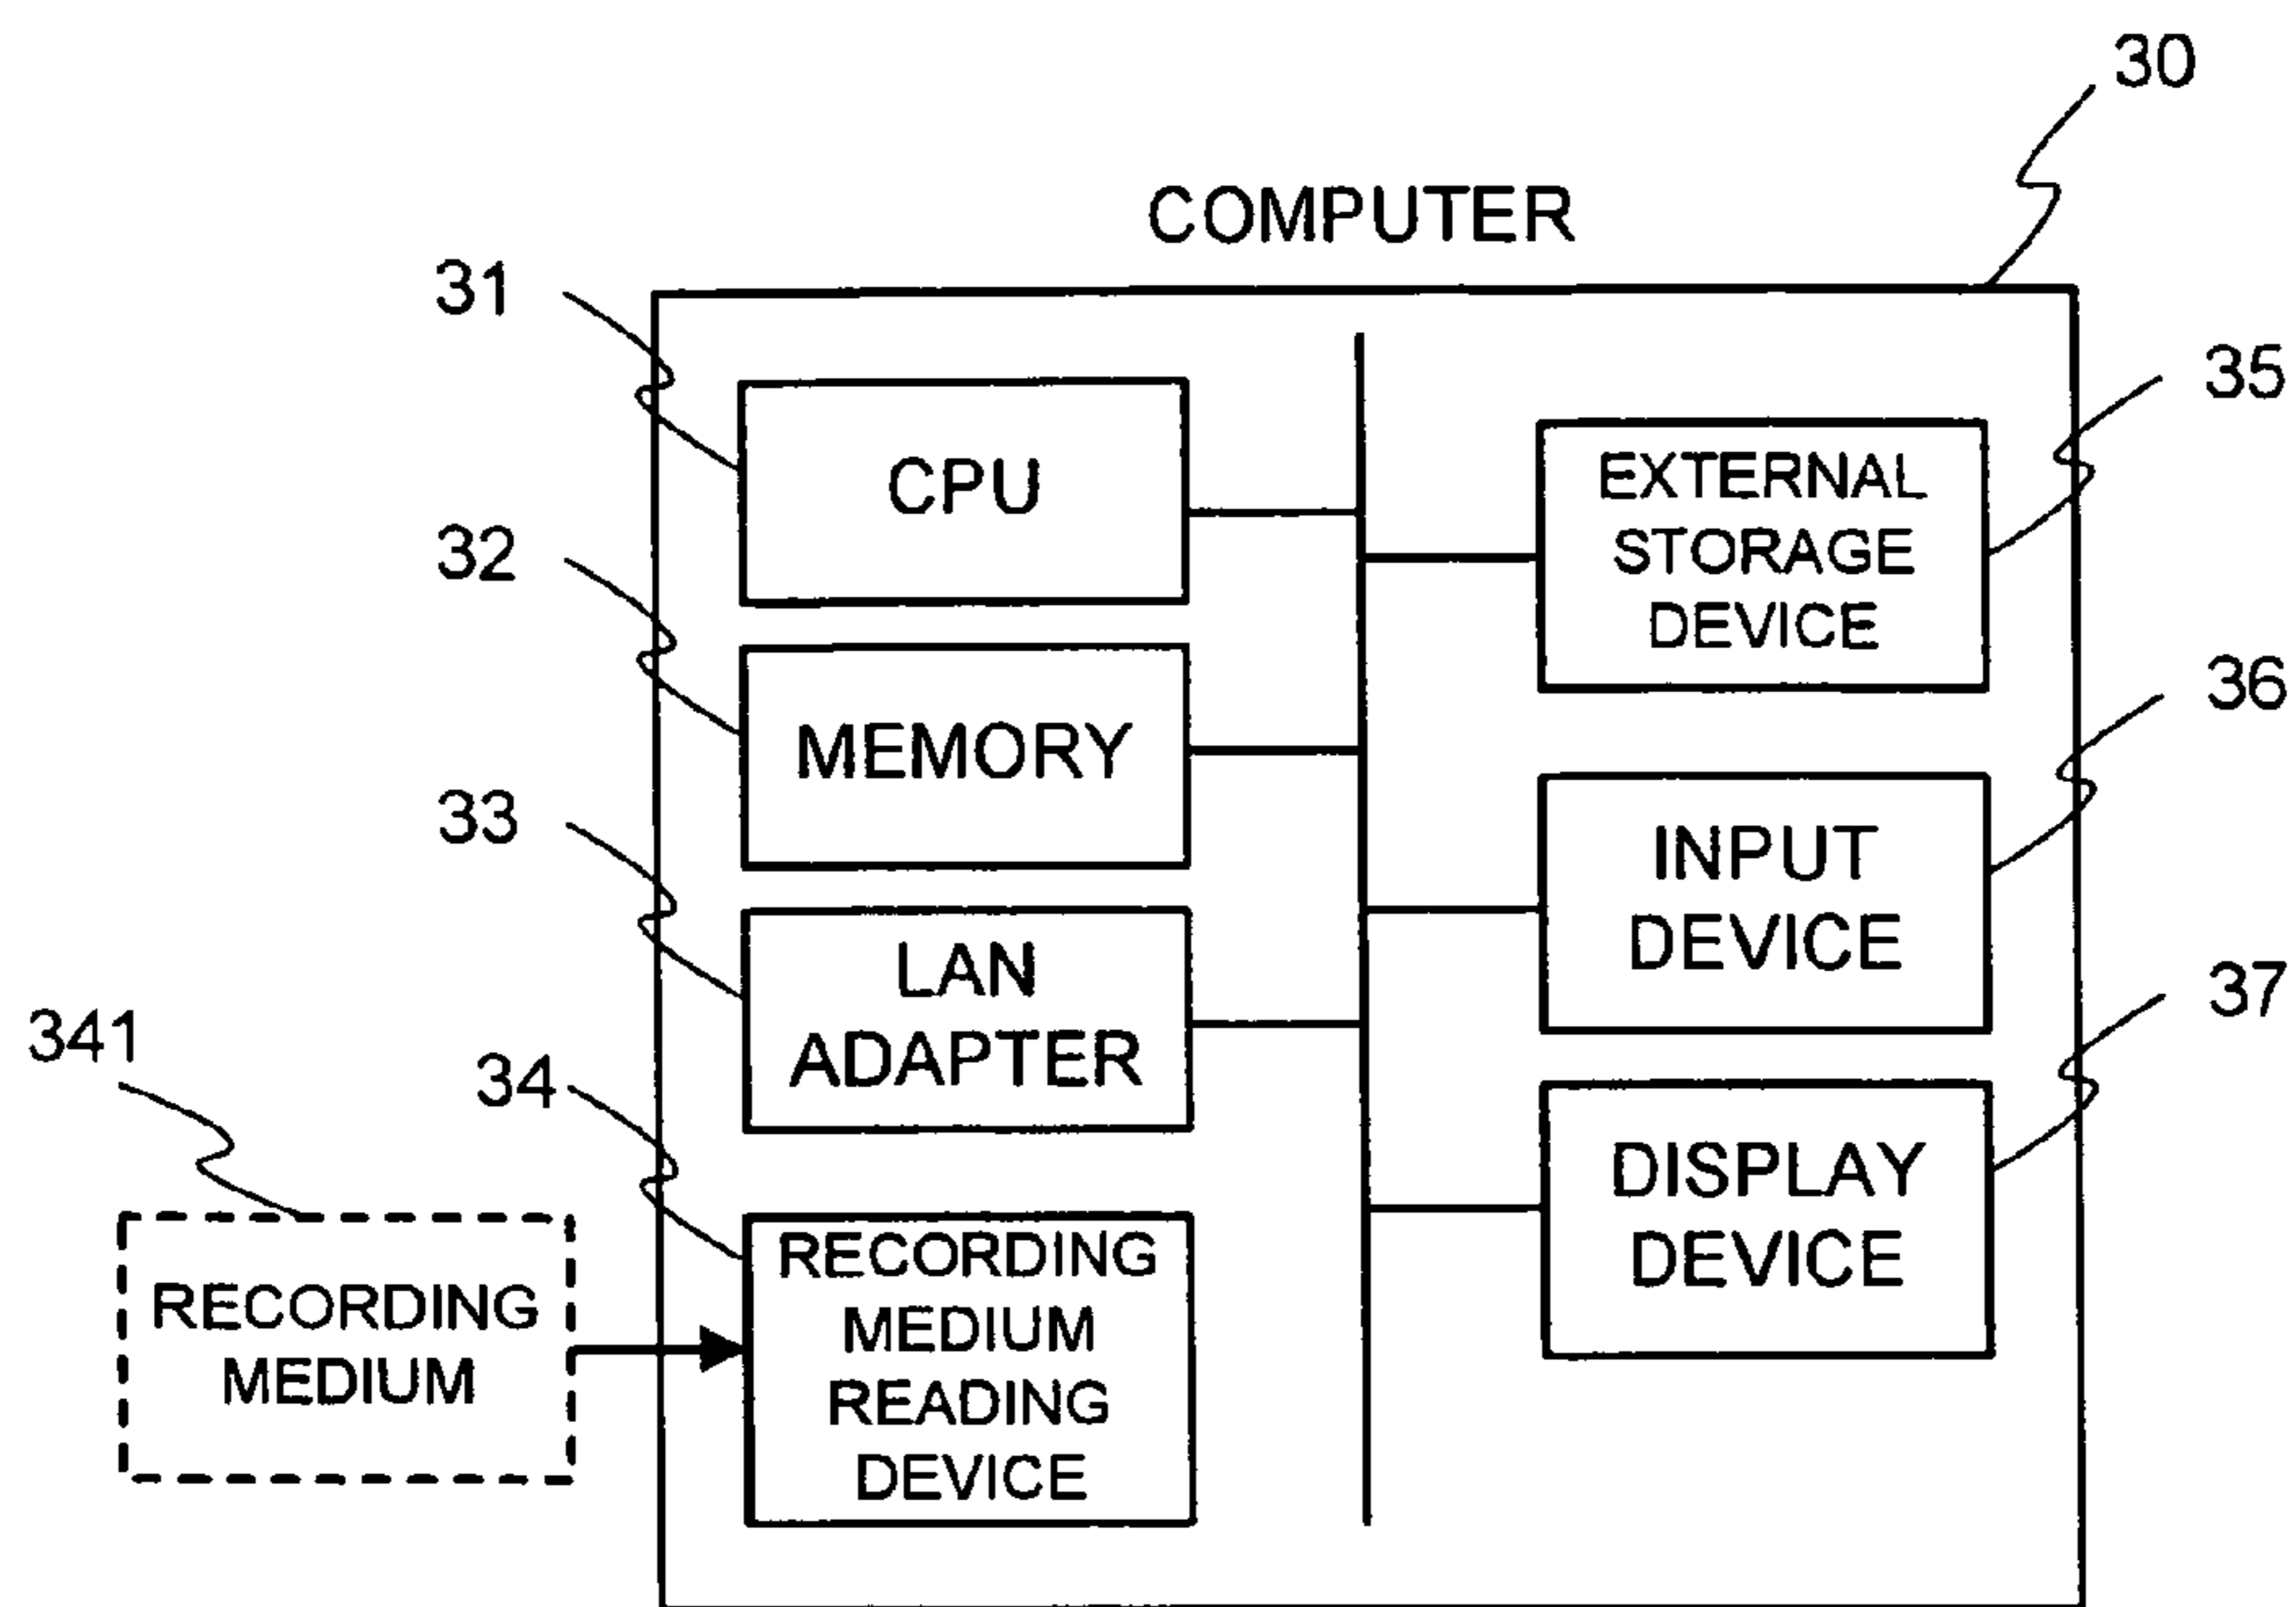 30
COMPUTER
31
CPU
35
EXTERNAL
STORAGE
DEVICE
32
MEMORY
36
INPUT
DEVICE
33
LAN
ADAPTER
37
DISPLAY
DEVICE
341
RECORDING
MEDIUM
34
RECORDING
MEDIUM
READING
DEVICE